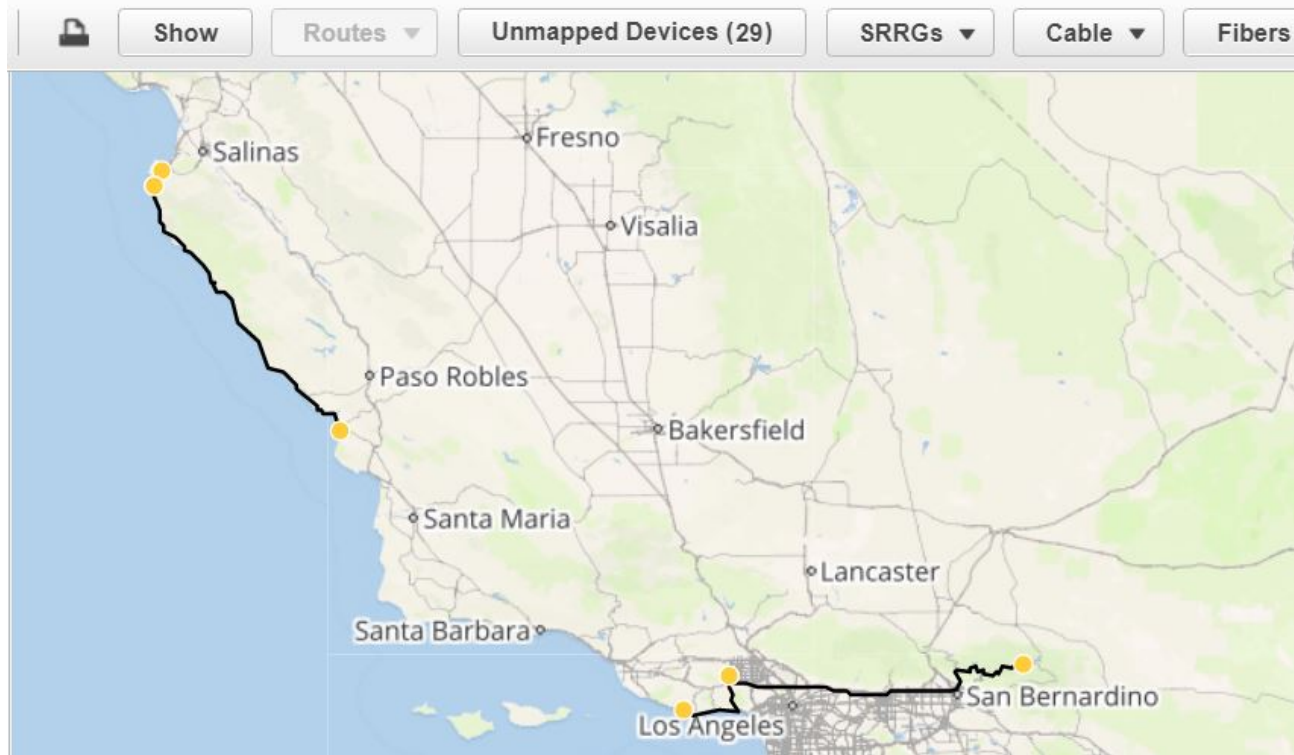 Show Routes Unmapped Devices (29) SRRGs Cable Fibers
Salinas
Fresno
Visalia
Paso Robles
Bakersfield
Santa Maria
Lancaster
Santa Barbara
San Bernardino
Los Angeles